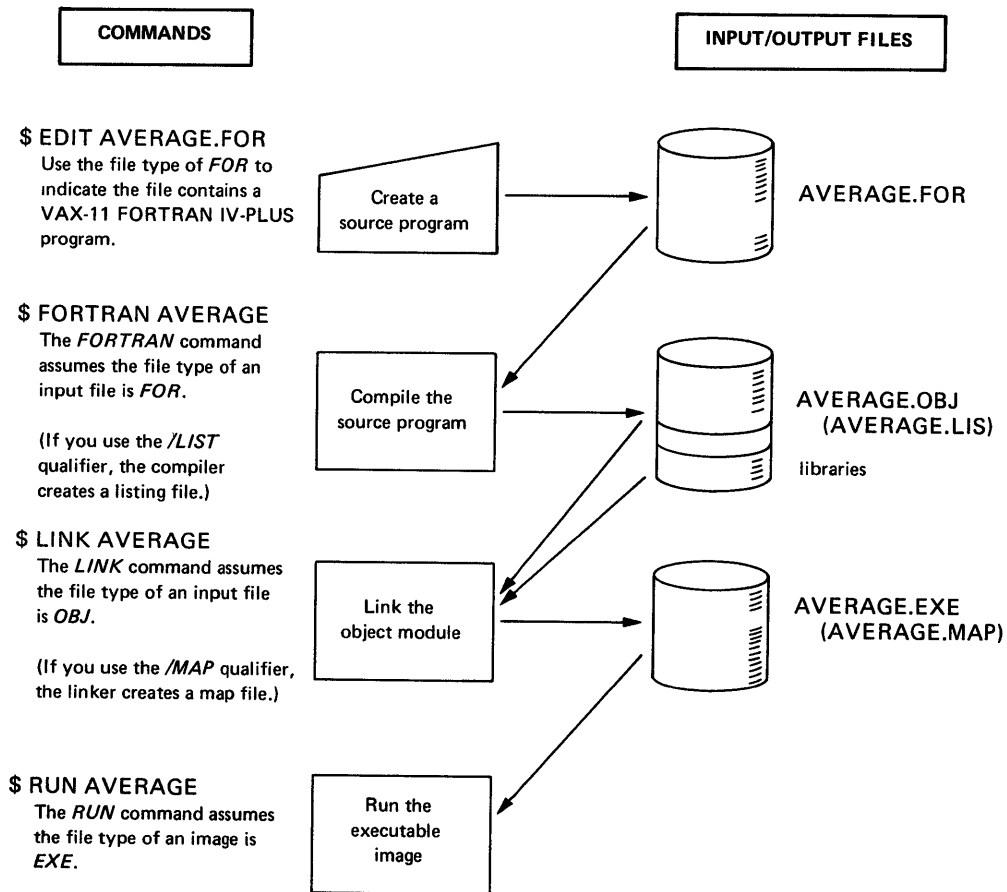 COMMANDS
INPUT/OUTPUT FILES
$ EDIT AVERAGE.FOR
Use the file type of FOR to
indicate the file contains a
VAX-11 FORTRAN IV-PLUS
program.
Create a
source program
AVERAGE.FOR
$ FORTRAN AVERAGE
The FORTRAN command
assumes the file type of an
input file is FOR.
(If you use the /LIST
qualifier, the compiler
creates a listing file.)
Compile the
source program
AVERAGE.OBJ
(AVERAGE.LIS)
libraries
$ LINK AVERAGE
The LINK command assumes
the file type of an input file
is OBJ.
(If you use the /MAP qualifier,
the linker creates a map file.)
Link the
object module
AVERAGE.EXE
(AVERAGE.MAP)
$ RUN AVERAGE
The RUN command assumes
the file type of an image is
EXE.
Run the
executable
image